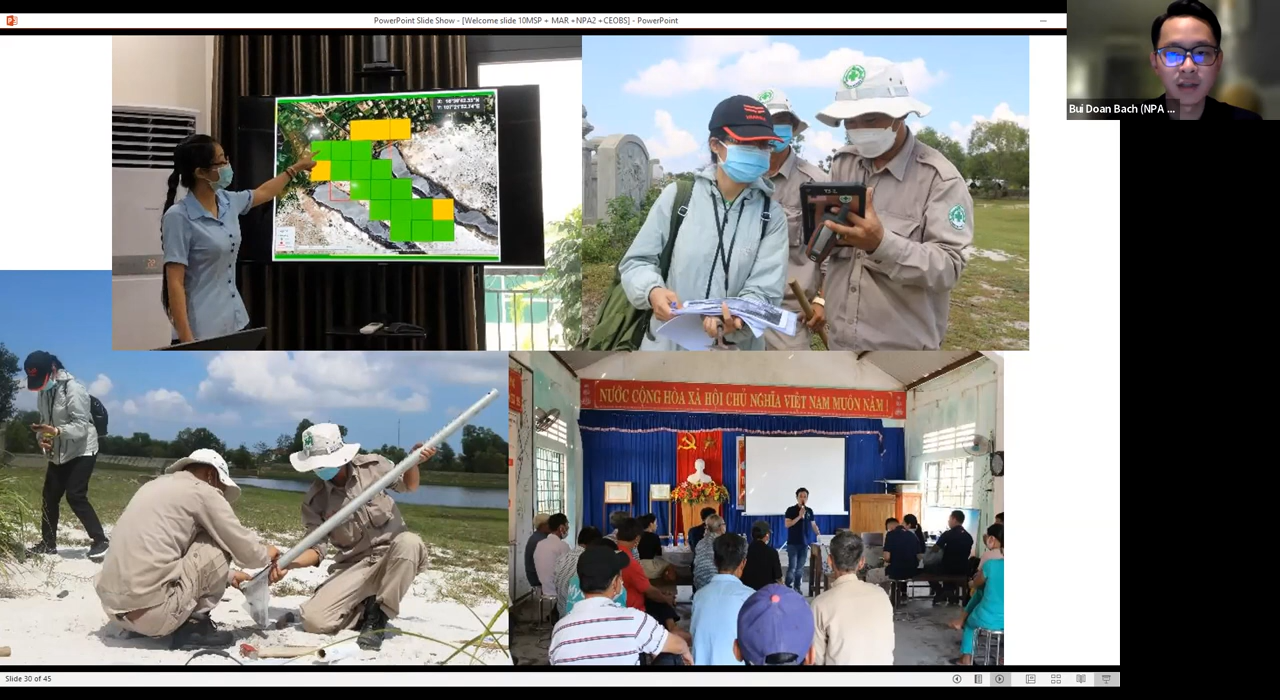 PowerPoint Slide Show - [Welcome slide 10MSP + MAR +NPA2 +CEOBS] - PowerPoint
Bui Doan Bach (NPA ...
NƯỚC CỘNG HÒA XÃ HỘI CHỦ NGHĨA VIỆT NAM MUÔN NĂM !
Slide 30 of 45